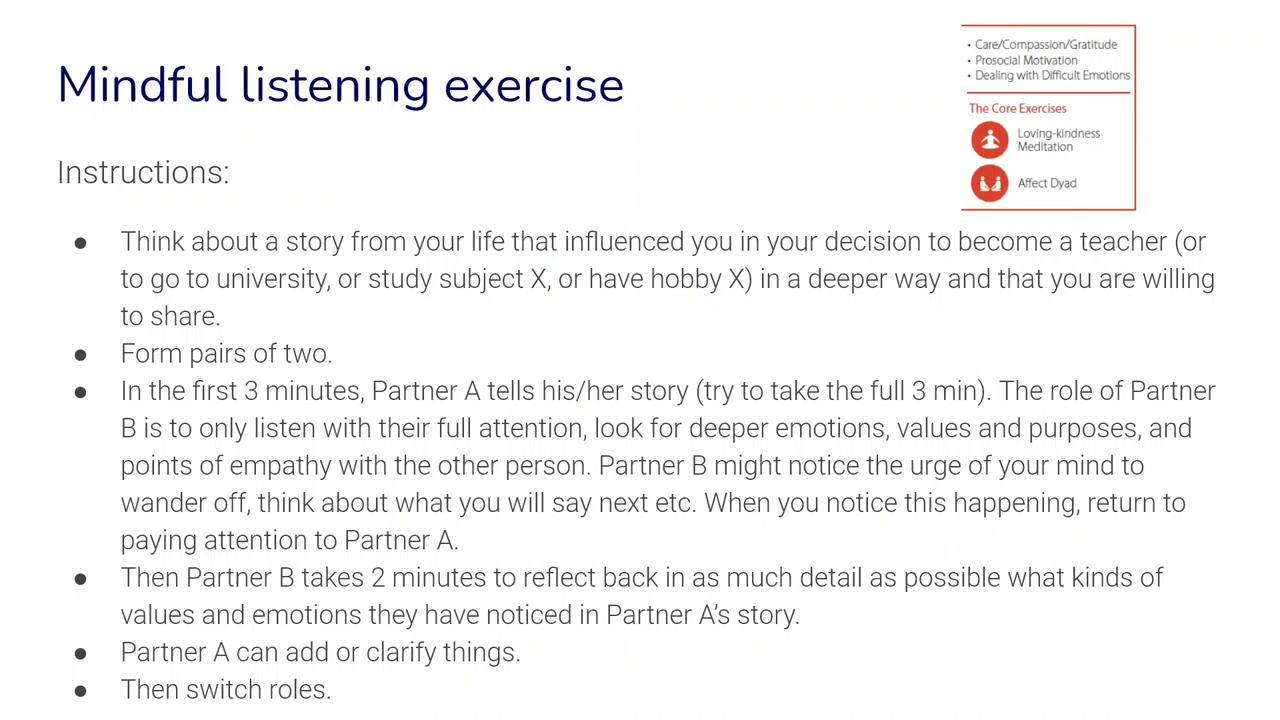 Mindful listening exercise
• Care/Compassion/Gratitude
• Prosocial Motivation
• Dealing with Difficult Emotions
The Core Exercises
Loving-kindness
Meditation
Affect Dyad
Instructions:
● Think about a story from your life that influenced you in your decision to become a teacher (or
to go to university, or study subject X, or have hobby X) in a deeper way and that you are willing
to share.
● Form pairs of two.
● In the first 3 minutes, Partner A tells his/her story (try to take the full 3 min). The role of Partner
B is to only listen with their full attention, look for deeper emotions, values and purposes, and
points of empathy with the other person. Partner B might notice the urge of your mind to
wander off, think about what you will say next etc. When you notice this happening, return to
paying attention to Partner A.
● Then Partner B takes 2 minutes to reflect back in as much detail as possible what kinds of
values and emotions they have noticed in Partner A’s story.
● Partner A can add or clarify things.
● Then switch roles.